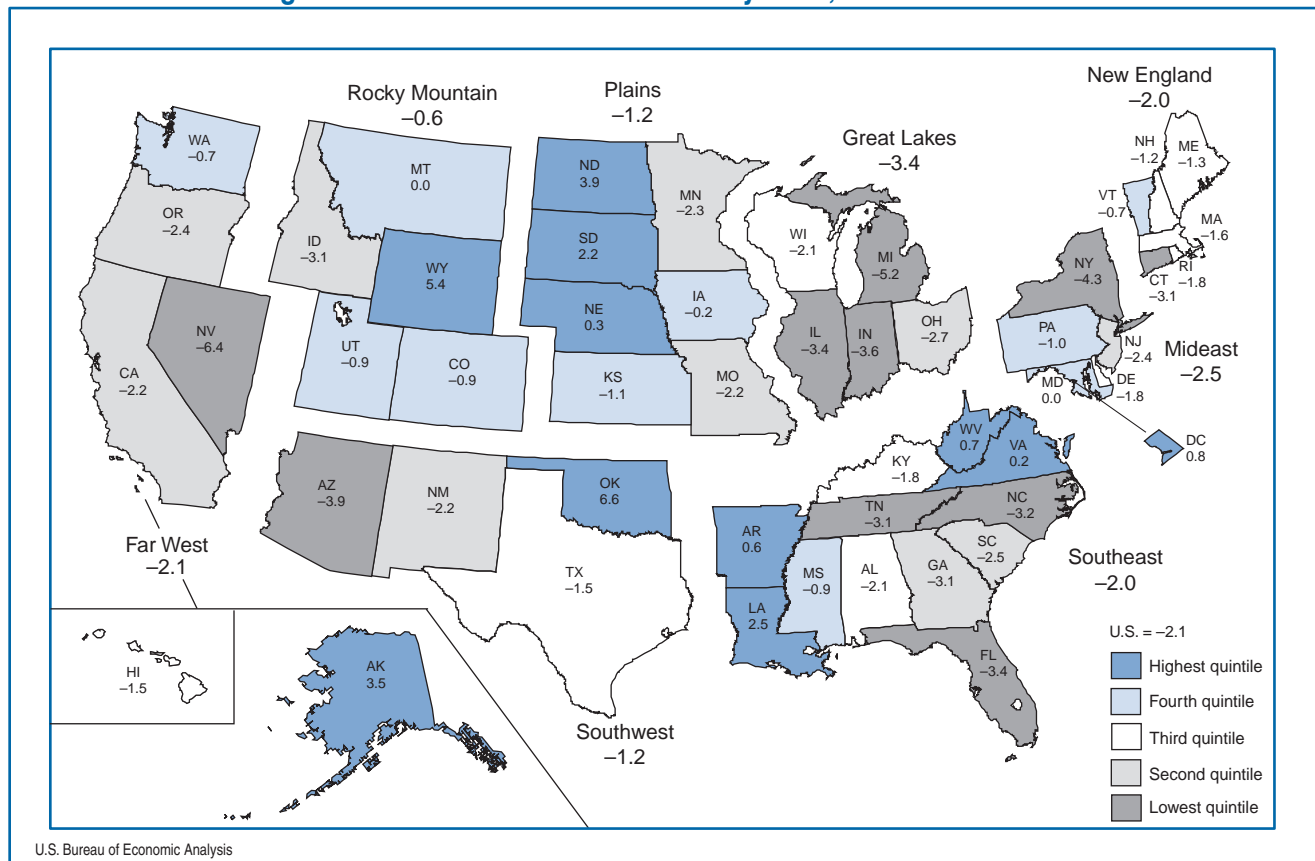 New England
−2.0
Rocky Mountain
−0.6
Plains
−1.2
Great Lakes
−3.4
WA
−0.7
MT
0.0
ND
3.9
MN
−2.3
NH
−1.2
ME
−1.3
VT
−0.7
MA
−1.6
OR
−2.4
ID
−3.1
WY
5.4
SD
2.2
WI
−2.1
MI
−5.2
NY
−4.3
CT
−3.1
RI
−1.8
NV
−6.4
UT
−0.9
CO
−0.9
NE
0.3
IA
−0.2
IL
−3.4
IN
−3.6
OH
−2.7
PA
−1.0
NJ
−2.4
Mideast
−2.5
CA
−2.2
KS
−1.1
MO
−2.2
MD
0.0
DE
−1.8
DC
0.8
WV
0.7
VA
0.2
KY
−1.8
AZ
−3.9
NM
−2.2
OK
6.6
AR
0.6
TN
−3.1
NC
−3.2
SC
−2.5
Far West
−2.1
TX
−1.5
LA
2.5
MS
−0.9
AL
−2.1
GA
−3.1
Southeast
−2.0
FL
−3.4
HI
−1.5
AK
3.5
Southwest
−1.2
U.S. = −2.1
Highest quintile
Fourth quintile
Third quintile
Second quintile
Lowest quintile
U.S. Bureau of Economic Analysis